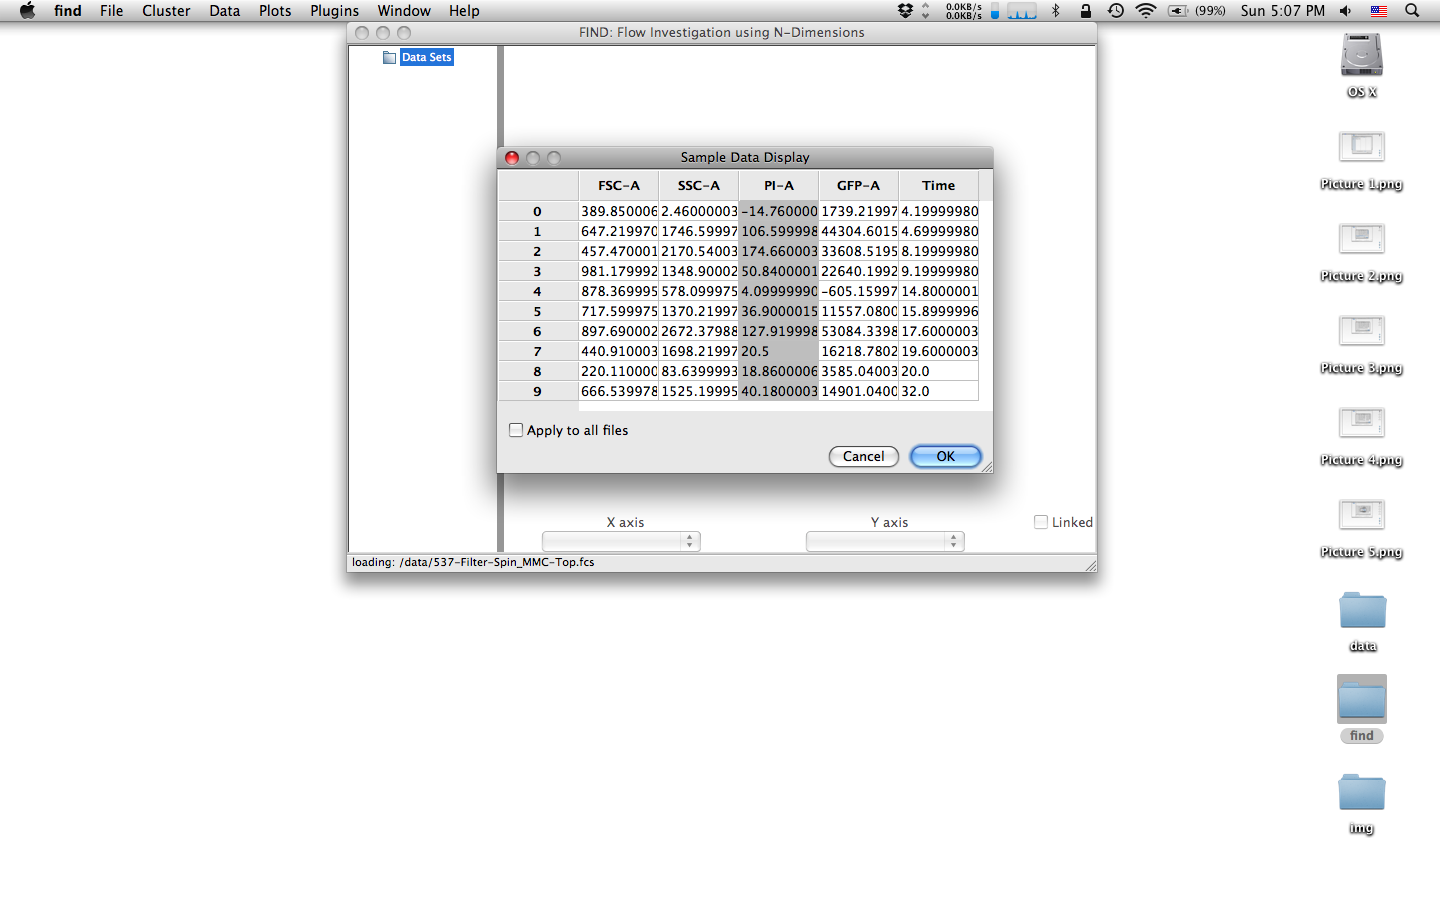 find File Cluster Data Plots Plugins Window Help 0.0KB/s 0.0KB/s (99%) Sun 5:07 PM
FIND: Flow Investigation using N-Dimensions
Data Sets
Sample Data Display
FSC-A SSC-A PI-A GFP-A Time
0 389.850006 2.46000003 -14.760000 1739.21997 4.19999980
1 647.219970 1746.59997 106.599998 44304.6015 4.69999980
2 457.470001 2170.54003 174.660003 33608.5195 8.19999980
3 981.179992 1348.90002 50.8400001 22640.1992 9.19999980
4 878.369995 578.099975 4.09999990 -605.15997 14.8000001
5 717.599975 1370.21997 36.9000015 11557.0800 15.8999996
6 897.690002 2672.37988 127.919998 53084.3398 17.6000003
7 440.910003 1698.21997 20.5 16218.7802 19.6000003
8 220.110000 83.6399993 18.8600006 3585.04003 20.0
9 666.539978 1525.19995 40.1800003 14901.0400 32.0
Apply to all files
Cancel OK
X axis Y axis Linked
loading: /data/537-Filter-Spin_MMC-Top.fcs
OS X
Picture 1.png
Picture 2.png
Picture 3.png
Picture 4.png
Picture 5.png
data
find
img